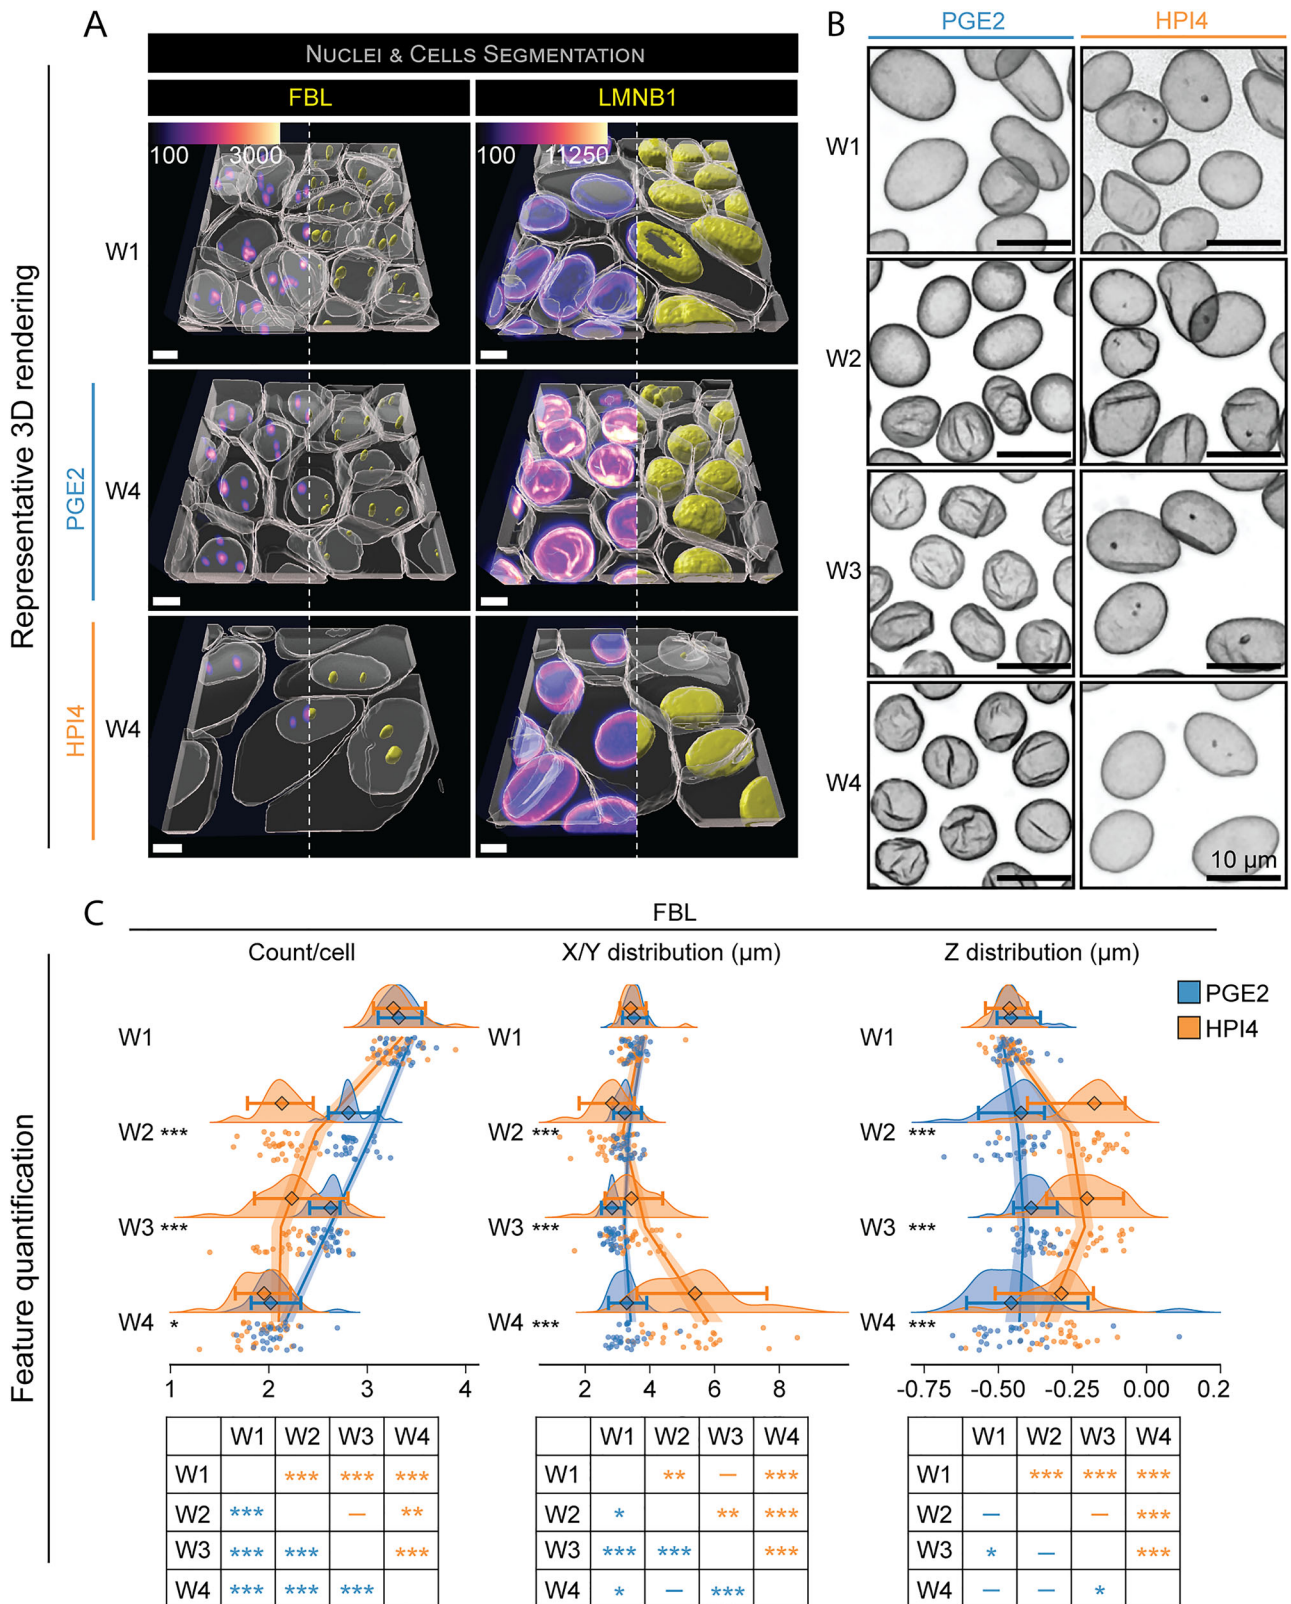 A
NUCLEI & CELLS SEGMENTATION
FBL
LMNB1
100 3000
100 11250
W1
W4
W4
PGE2
HPI4
Representative 3D rendering
B
PGE2
HPI4
W1
W2
W3
W4
10 µm
C
FBL
Feature quantification
Count/cell
X/Y distribution (µm)
Z distribution (µm)
PGE2
HPI4
W1
W2 ***
W3 ***
W4 *
1 2 3 4
W1
W2 ***
W3 ***
W4 ***
2 4 6 8
W1
W2 ***
W3 ***
W4 ***
-0.75 -0.50 -0.25 0.00 0.2
W1 W2 W3 W4
W1 *** *** ***
W2 *** – **
W3 *** *** ***
W4 *** *** ***
W1 W2 W3 W4
W1 ** – ***
W2 * ** ***
W3 *** *** ***
W4 * – ***
W1 W2 W3 W4
W1 *** *** ***
W2 – – ***
W3 * – ***
W4 – – *